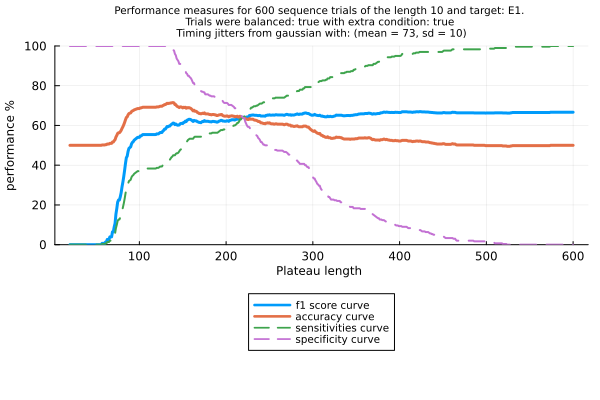 Performance measures for 600 sequence trials of the length 10 and target: E1.
Trials were balanced: true with extra condition: true
Timing jitters from gaussian with: (mean = 73, sd = 10)
100
80
60
40
20
0
performance %
100 200 300 400 500 600
Plateau length
f1 score curve
accuracy curve
sensitivities curve
specificity curve